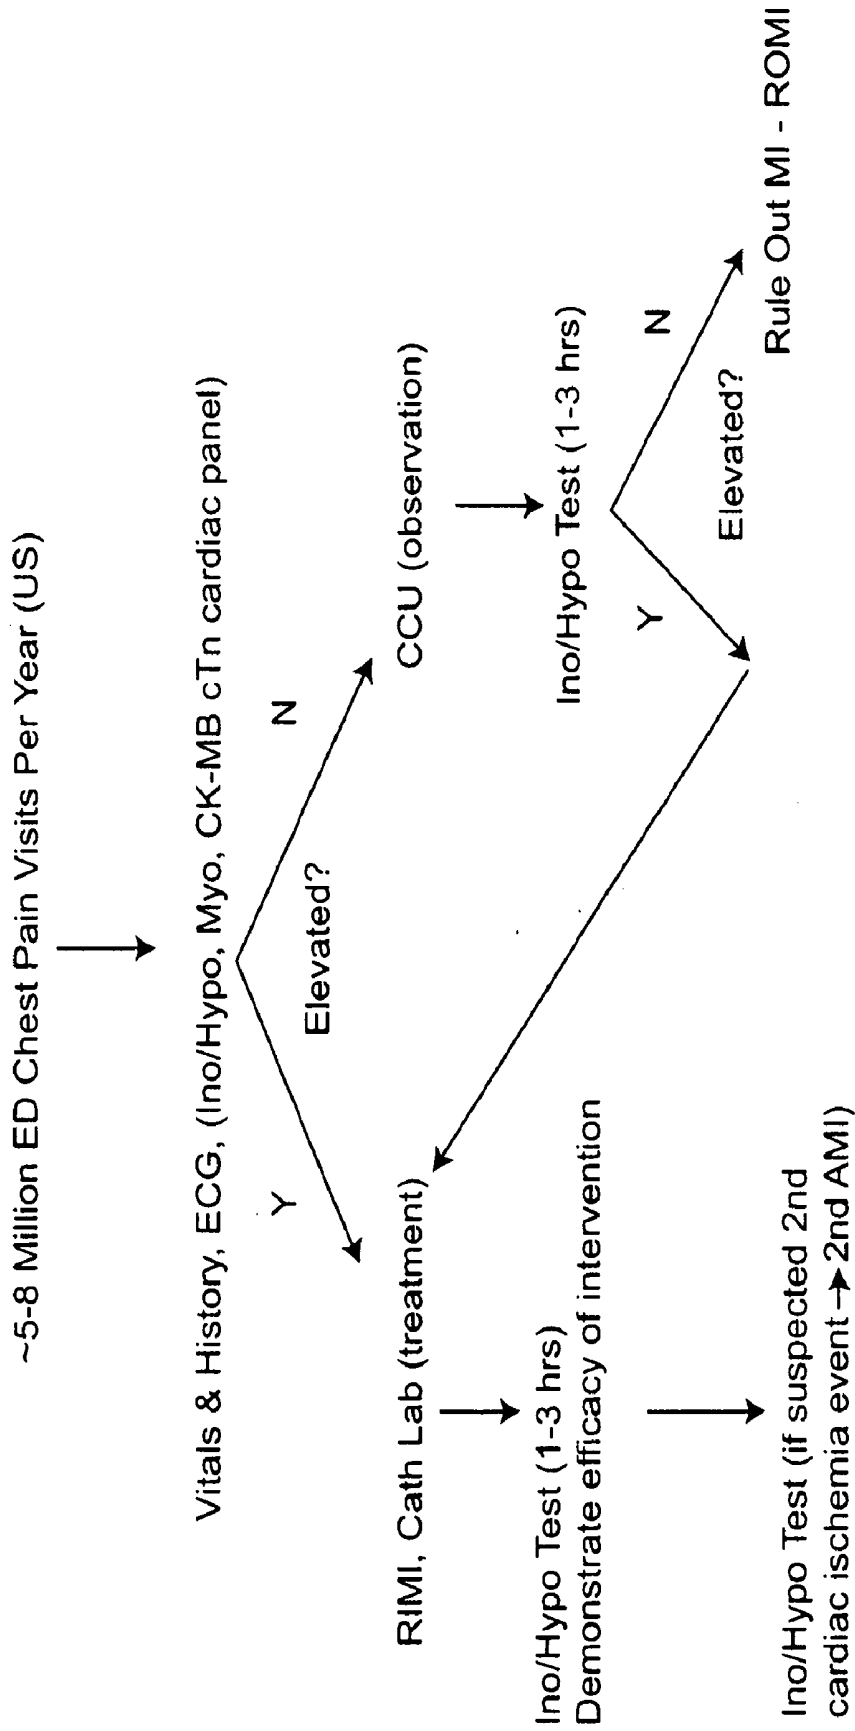 ~5-8 Million ED Chest Pain Visits Per Year (US)
Vitals & History, ECG, (Ino/Hypo, Myo, CK-MB cTn cardiac panel)
Y
Elevated?
N
RIMI, Cath Lab (treatment)
CCU (observation)
Ino/Hypo Test (1-3 hrs)
Demonstrate efficacy of intervention
Ino/Hypo Test (1-3 hrs)
Y
Elevated?
N
Ino/Hypo Test (if suspected 2nd
cardiac ischemia event → 2nd AMI)
Rule Out MI - ROMI